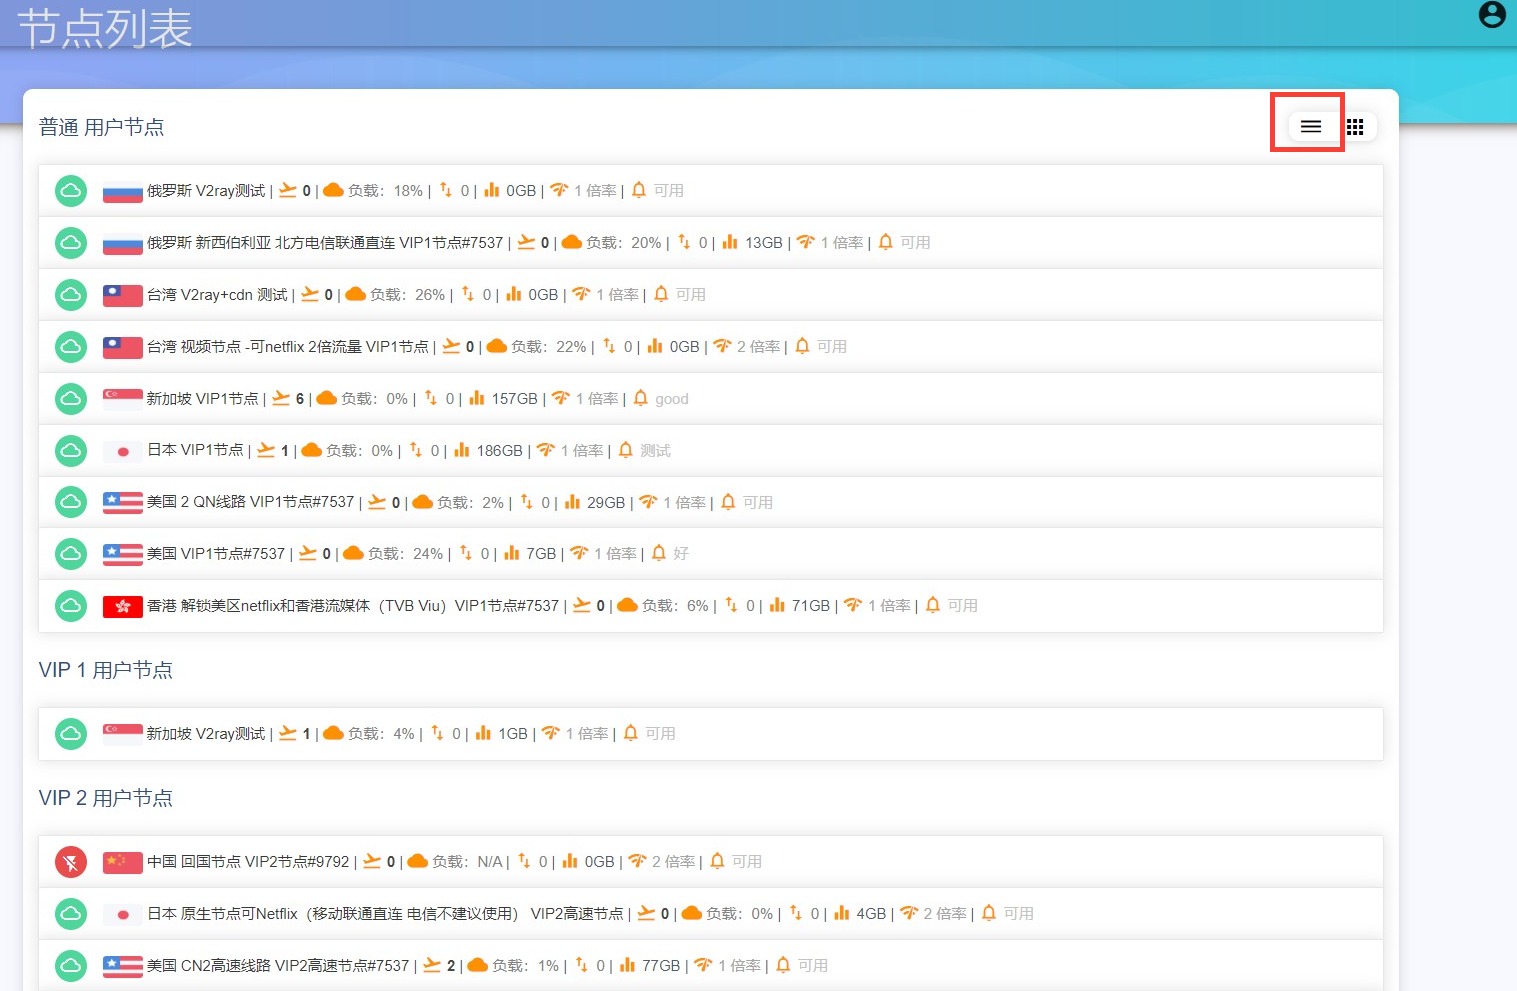 节点列表
普通 用户节点
俄罗斯 V2ray测试 | 0 | 负载：18% | 0 | 0GB | 1 倍率 | 可用
俄罗斯 新西伯利亚 北方电信联通直连 VIP1节点#7537 | 0 | 负载：20% | 0 | 13GB | 1 倍率 | 可用
台湾 V2ray+cdn 测试 | 0 | 负载：26% | 0 | 0GB | 1 倍率 | 可用
台湾 视频节点 -可netflix 2倍流量 VIP1节点 | 0 | 负载：22% | 0 | 0GB | 2 倍率 | 可用
新加坡 VIP1节点 | 6 | 负载：0% | 0 | 157GB | 1 倍率 | good
日本 VIP1节点 | 1 | 负载：0% | 0 | 186GB | 1 倍率 | 测试
美国 2 QN线路 VIP1节点#7537 | 0 | 负载：2% | 0 | 29GB | 1 倍率 | 可用
美国 VIP1节点#7537 | 0 | 负载：24% | 0 | 7GB | 1 倍率 | 好
香港 解锁美区netflix和香港流媒体（TVB Viu）VIP1节点#7537 | 0 | 负载：6% | 0 | 71GB | 1 倍率 | 可用
VIP 1 用户节点
新加坡 V2ray测试 | 1 | 负载：4% | 0 | 1GB | 1 倍率 | 可用
VIP 2 用户节点
中国 回国节点 VIP2节点#9792 | 0 | 负载：N/A | 0 | 0GB | 2 倍率 | 可用
日本 原生节点可Netflix（移动联通直连 电信不建议使用） VIP2高速节点 | 0 | 负载：0% | 0 | 4GB | 2 倍率 | 可用
美国 CN2高速线路 VIP2高速节点#7537 | 2 | 负载：1% | 0 | 77GB | 1 倍率 | 可用